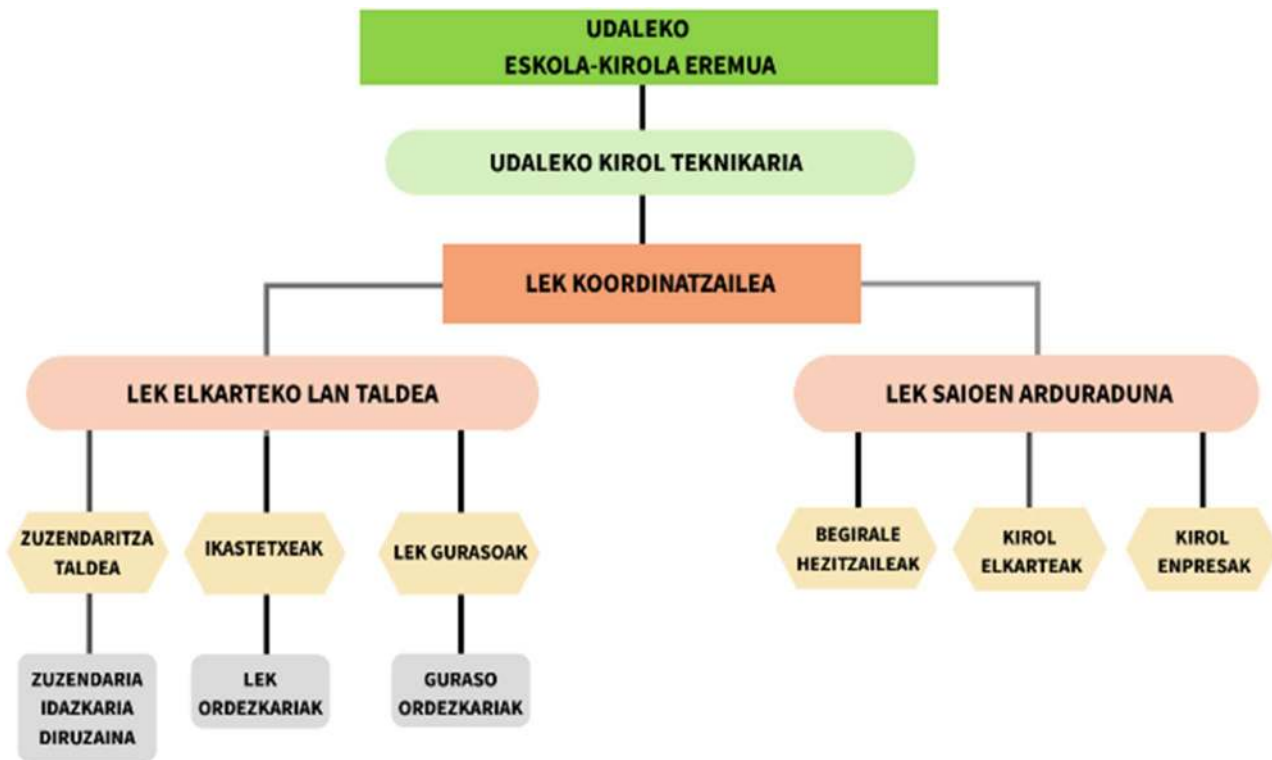 UDALEKO
ESKOLA-KIROLA EREMUA
UDALEKO KIROL TEKNIKARIA
LEK KOORDINATZAILEA
LEK ELKARTEKO LAN TALDEA
LEK SAIOEN ARDURADUNA
ZUZENDARITZA
TALDEA
IKASTETXEAK
LEK GURASOAK
BEGIRALE
HEZITZAILEAK
KIROL
ELKARTEAK
KIROL
ENPRESAK
ZUZENDARIA
IDAZKARIA
DIRUZAINA
LEK
ORDEZKARIAK
GURASO
ORDEZKARIAK